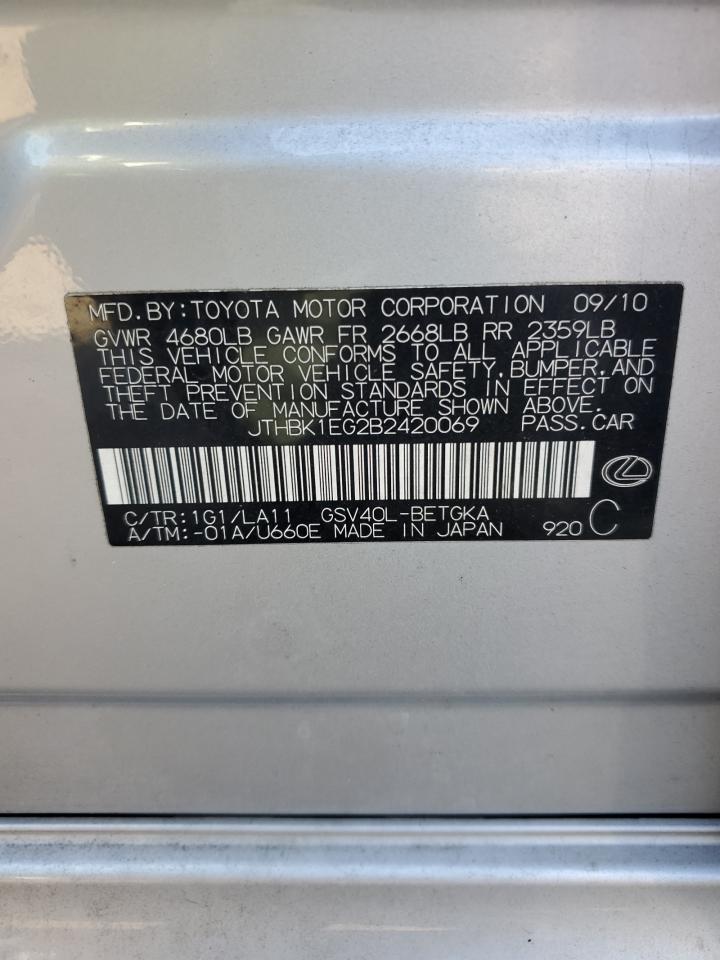 MFD.BY:TOYOTA MOTOR CORPORATION 09/10
GVWR 4680LB GAWR FR 2668LB RR 2359LB
THIS VEHICLE CONFORMS TO ALL APPLICABLE
FEDERAL MOTOR VEHICLE SAFETY,BUMPER,AND
THEFT PREVENTION STANDARDS IN EFFECT ON
THE DATE OF MANUFACTURE SHOWN ABOVE.
JTHBK1EG2B2420069 PASS.CAR
C/TR:1G1/LA11 GSV40L-BETGKA
A/TM:-01A/U660E MADE IN JAPAN 920 C